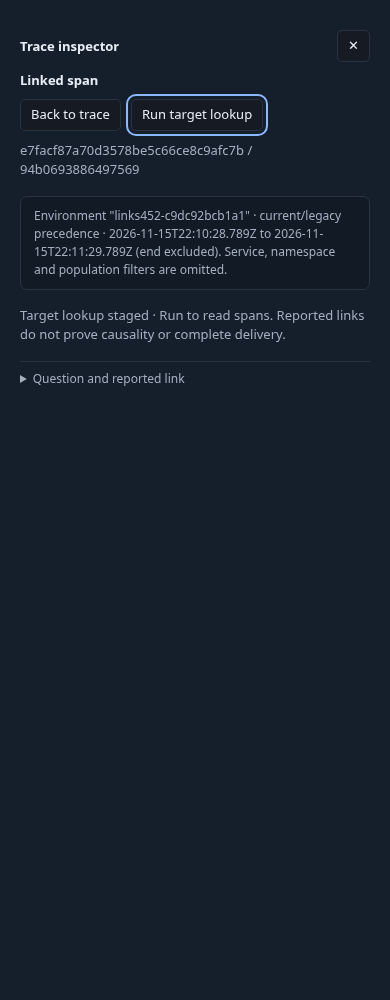 Trace inspector
✕
Linked span
Back to trace
Run target lookup
e7facf87a70d3578be5c66ce8c9afc7b /
94b0693886497569
Environment "links452-c9dc92bcb1a1" · current/legacy
precedence · 2026-11-15T22:10:28.789Z to 2026-11-
15T22:11:29.789Z (end excluded). Service, namespace
and population filters are omitted.
Target lookup staged · Run to read spans. Reported links
do not prove causality or complete delivery.
▶ Question and reported link